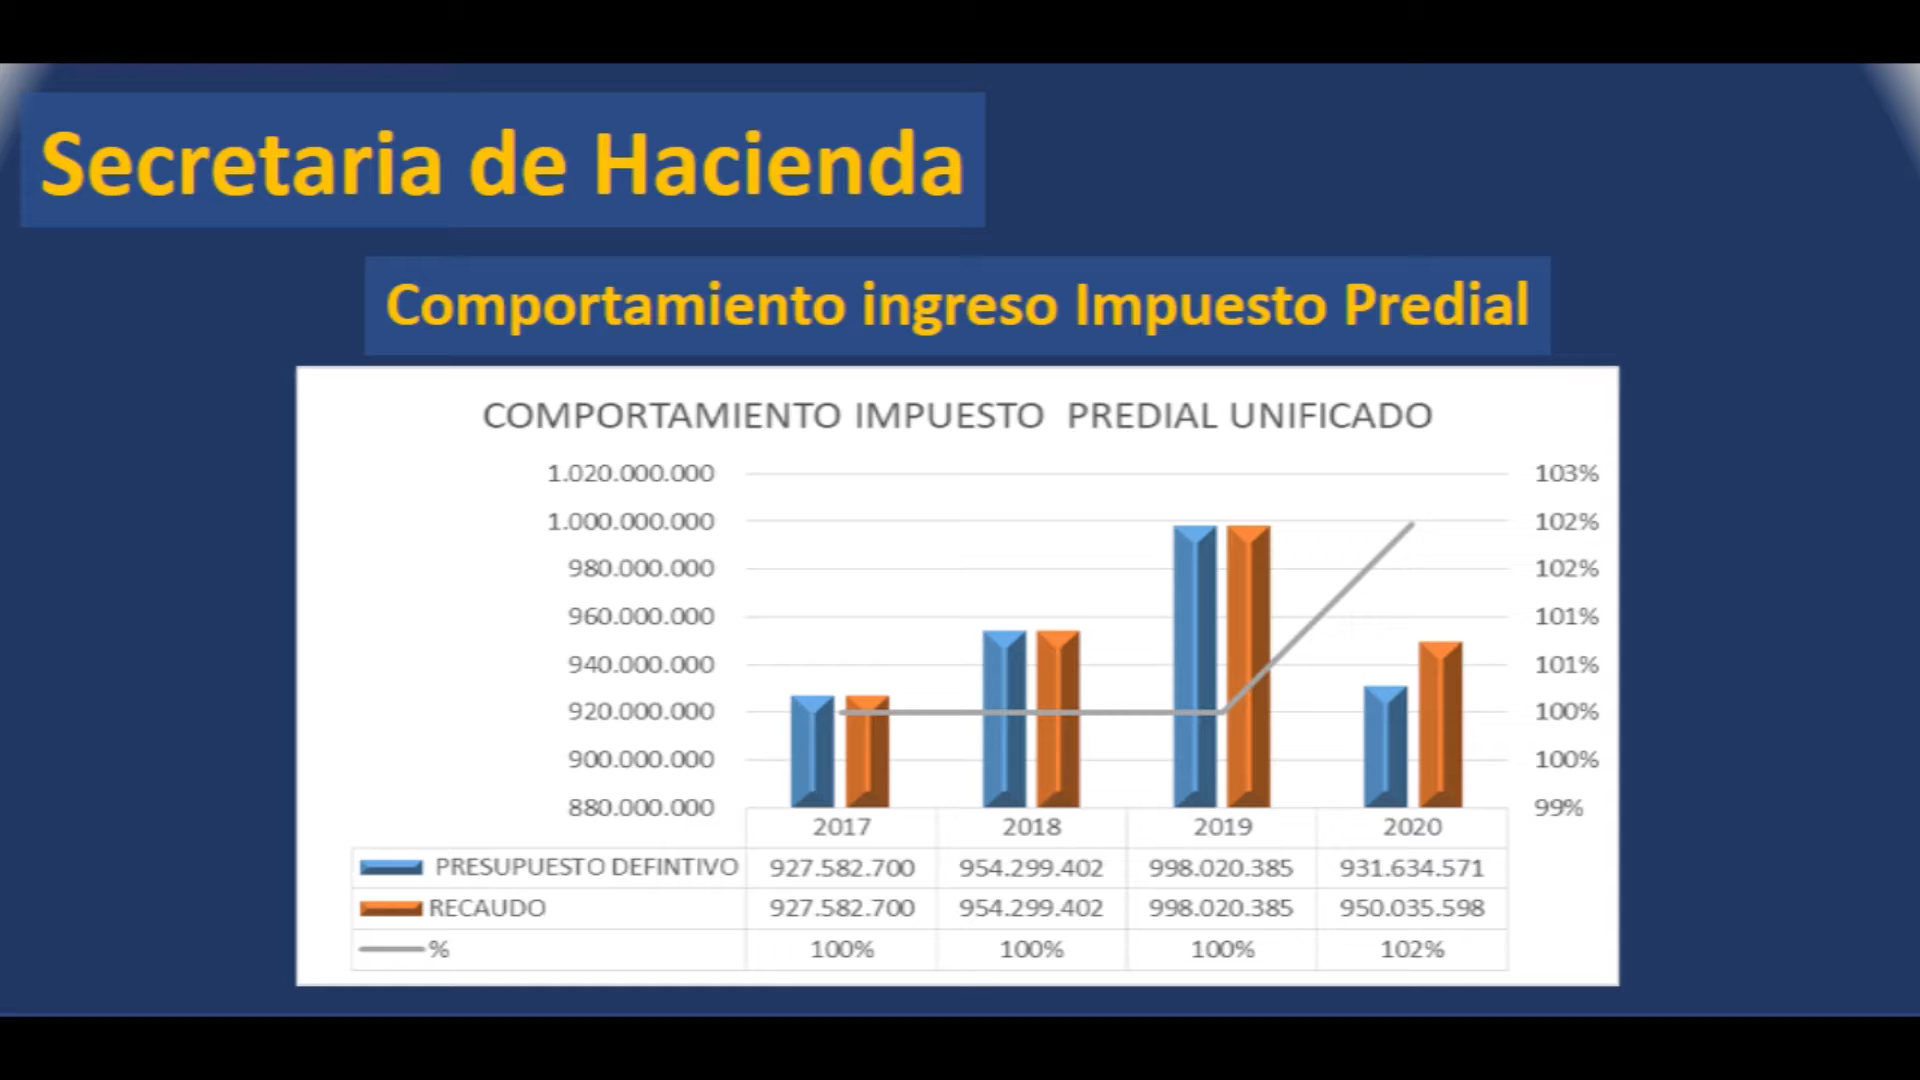 Secretaria de Hacienda
Comportamiento ingreso Impuesto Predial
COMPORTAMIENTO IMPUESTO PREDIAL UNIFICADO
1.020.000.000 103%
1.000.000.000 102%
980.000.000 102%
960.000.000 101%
940.000.000 101%
920.000.000 100%
900.000.000 100%
880.000.000 99%
2017 2018 2019 2020
PRESUPUESTO DEFINTIVO 927.582.700 954.299.402 998.020.385 931.634.571
RECAUDO 927.582.700 954.299.402 998.020.385 950.035.598
% 100% 100% 100% 102%